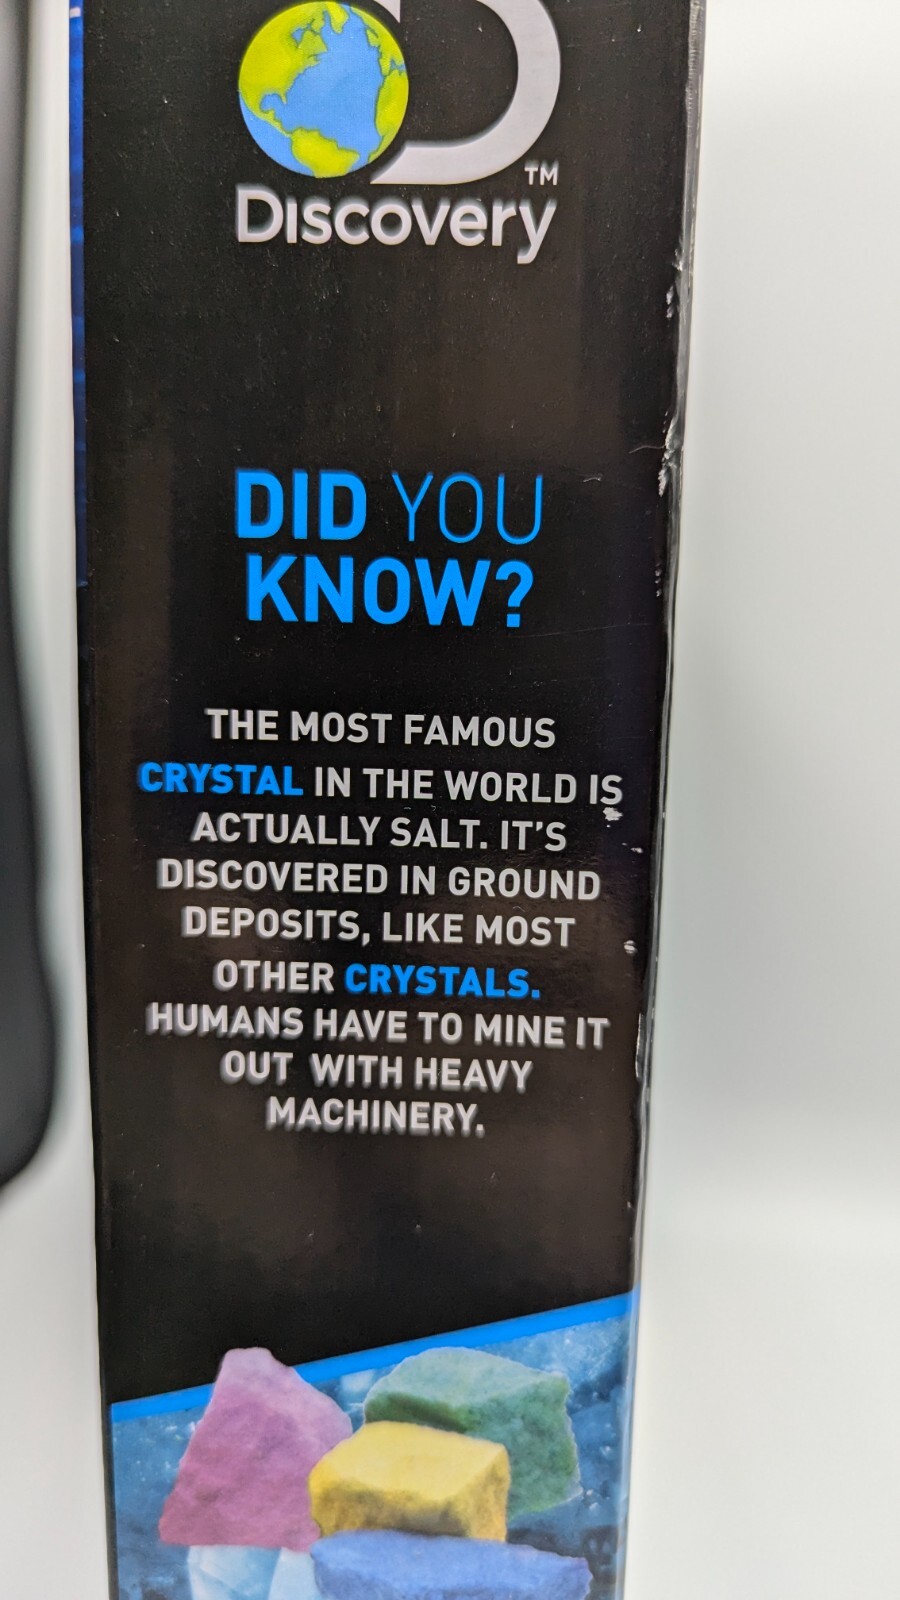 TM
Discovery
DID YOU
KNOW?
THE MOST FAMOUS
CRYSTAL IN THE WORLD IS
ACTUALLY SALT. IT'S
DISCOVERED IN GROUND
DEPOSITS, LIKE MOST
OTHER CRYSTALS.
HUMANS HAVE TO MINE IT
OUT WITH HEAVY
MACHINERY.